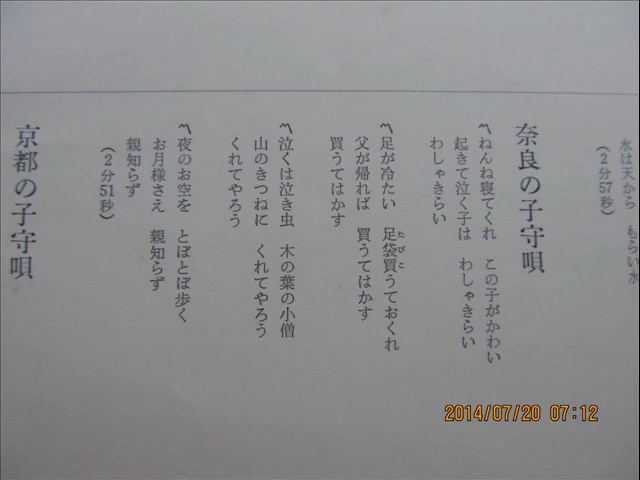 水は天から　もらい水
（2分57秒）
奈良の子守唄
〽ねんね寝てくれ　この子がかわい
起きて泣く子は　わしゃきらい
わしゃきらい
〽足が冷たい　足袋買うておくれ
たびこ
父が帰れば　買うてはかす
買うてはかす
〽泣くは泣き虫　木の葉の小僧
山のきつねに　くれてやろう
くれてやろう
〽夜のお空を　とぼとぼ歩く
お月様さえ　親知らず
親知らず
（2分51秒）
京都の子守唄
2014/07/20 07:12